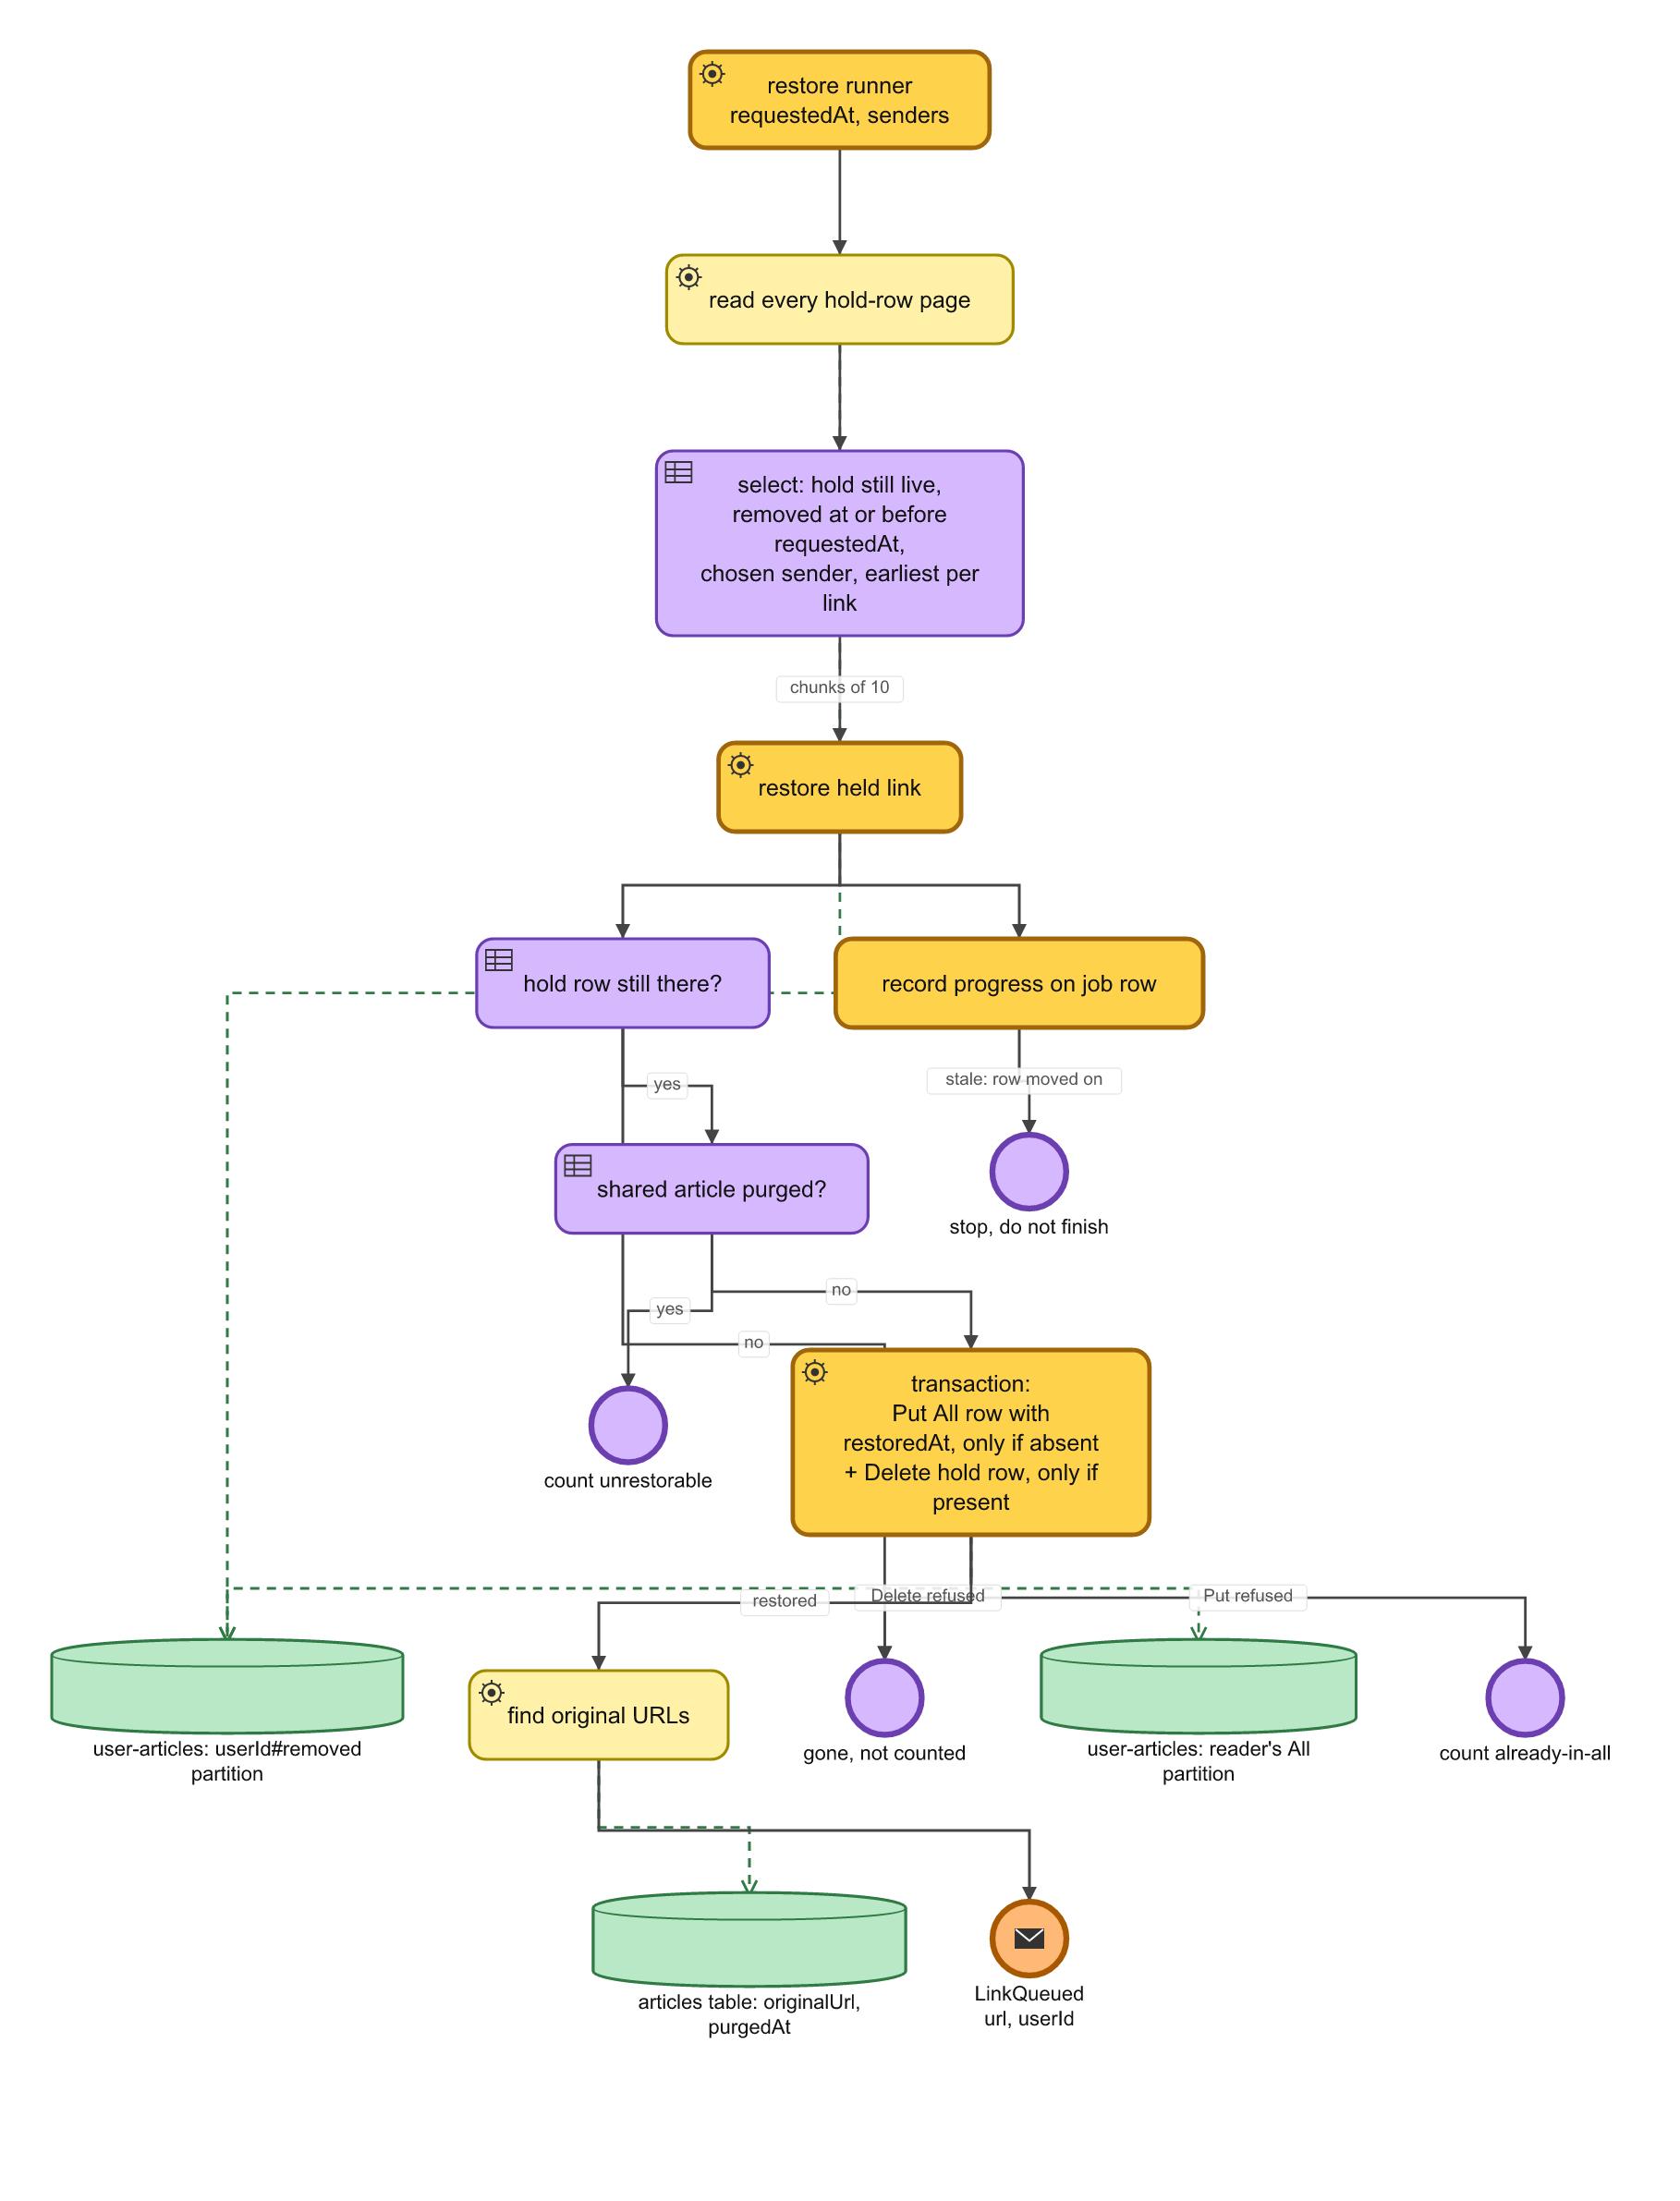 restore runner
requestedAt, senders
read every hold-row page
select: hold still live,
removed at or before
requestedAt,
chosen sender, earliest per
link
chunks of 10
restore held link
hold row still there?
record progress on job row
yes
stale: row moved on
shared article purged?
stop, do not finish
no
yes
no
transaction:
Put All row with
restoredAt, only if absent
+ Delete hold row, only if
present
count unrestorable
restored
Delete refused
Put refused
find original URLs
user-articles: userId#removed
partition
gone, not counted
user-articles: reader's All
partition
count already-in-all
articles table: originalUrl,
purgedAt
LinkQueued
url, userId